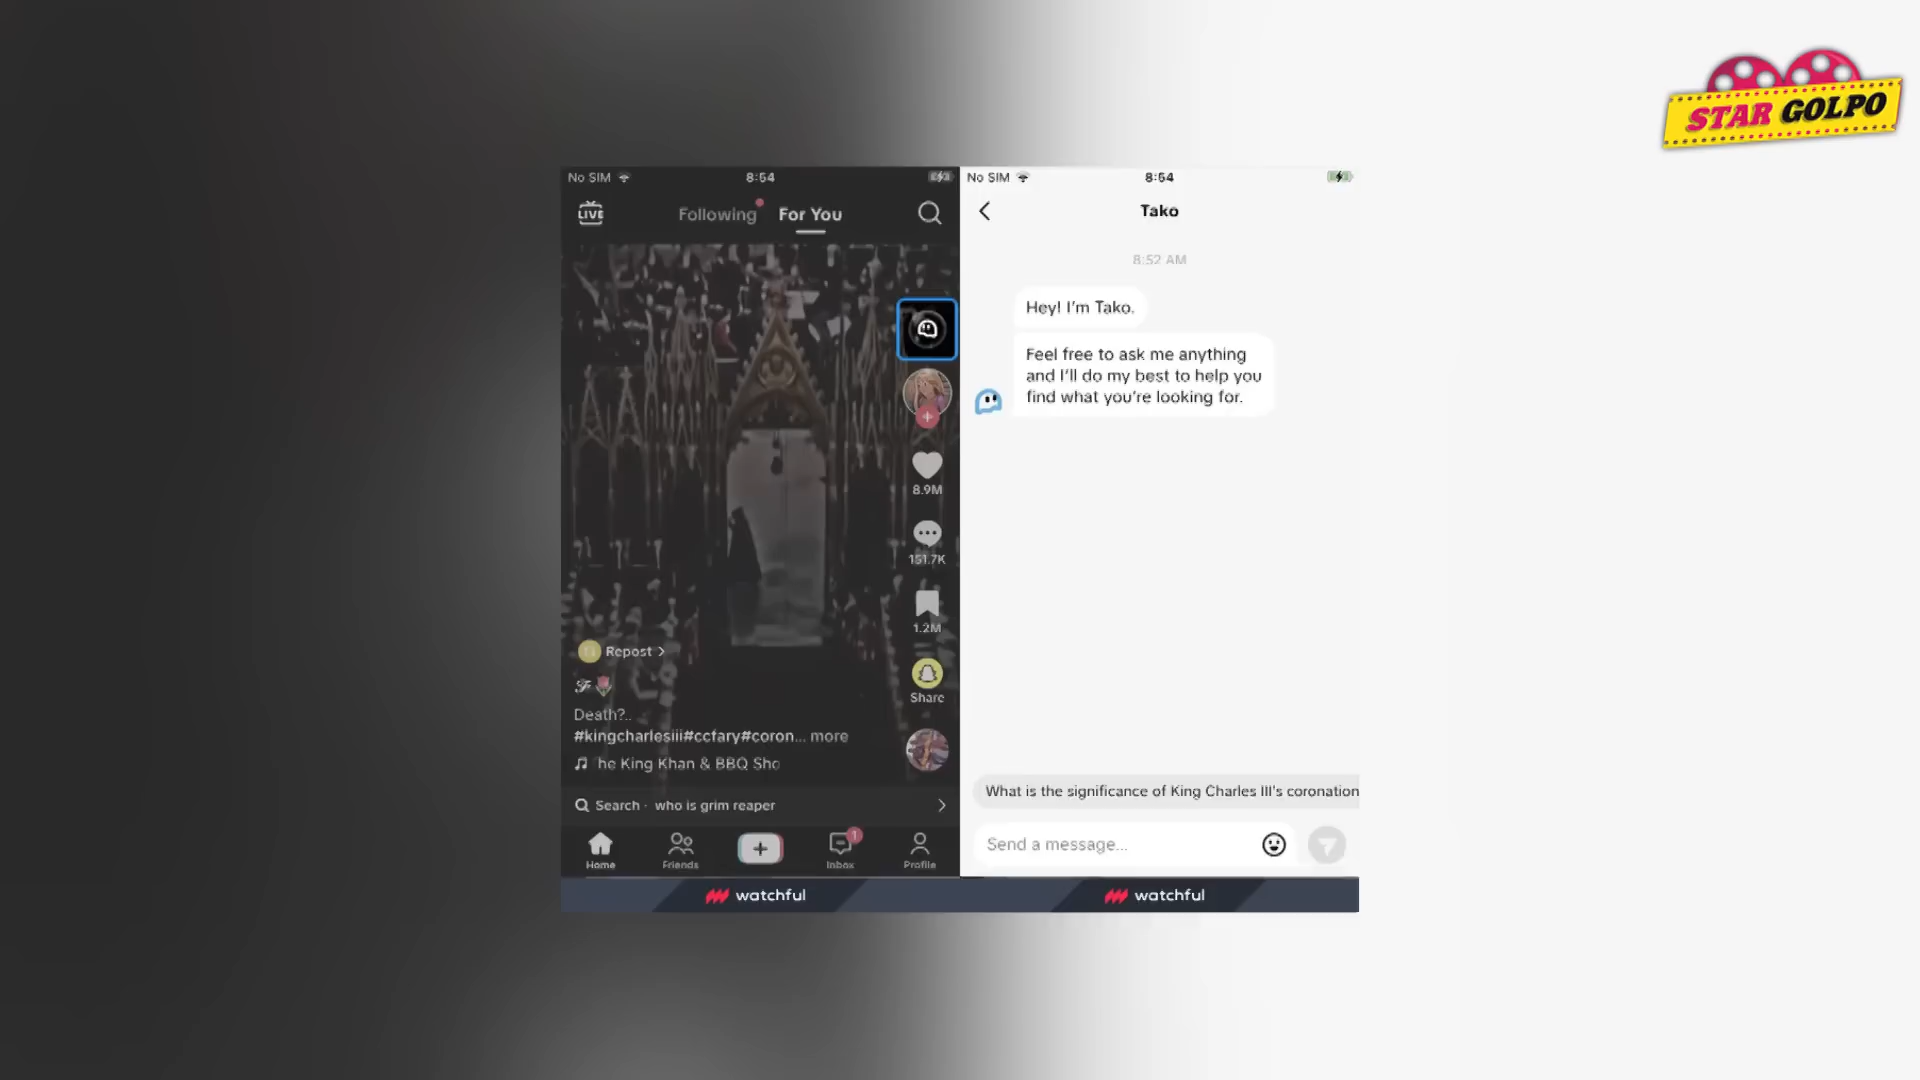 STAR GOLPO
No SIM
8:54
LIVE
Following
For You
8.9M
151.7K
1.2M
Share
Repost >
Death?..
#kingcharlesiii#ccfary#coron... more
he King Khan & BBQ Sho
Search · who is grim reaper
Home
Friends
Inbox
1
Profile
watchful
No SIM
8:54
Tako
8:52 AM
Hey! I'm Tako.
Feel free to ask me anything
and I'll do my best to help you
find what you're looking for.
What is the significance of King Charles III's coronation
Send a message...
watchful